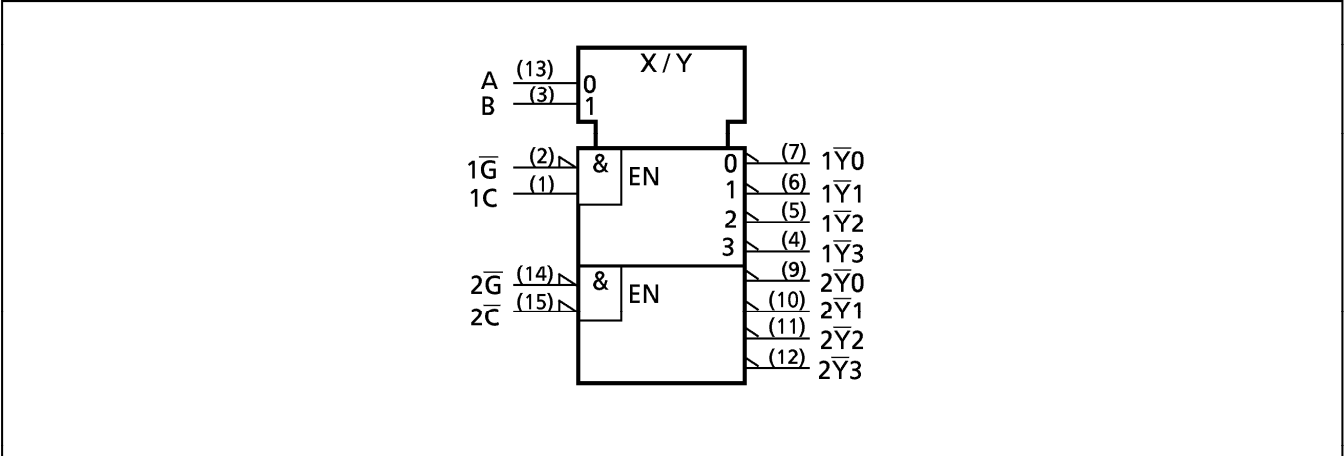 X / Y
A (13) 0
B (3) 1
1G̅ (2) & EN 0 (7) 1Y̅0
1C (1) 1 (6) 1Y̅1
2 (5) 1Y̅2
3 (4) 1Y̅3
2G̅ (14) & EN (9) 2Y̅0
2C̅ (15) (10) 2Y̅1
(11) 2Y̅2
(12) 2Y̅3